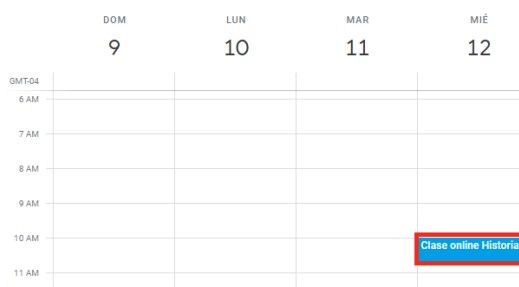 DOM LUN MAR MIÉ
9 10 11 12
GMT-04
6 AM
7 AM
8 AM
9 AM
10 AM Clase online Historia
11 AM